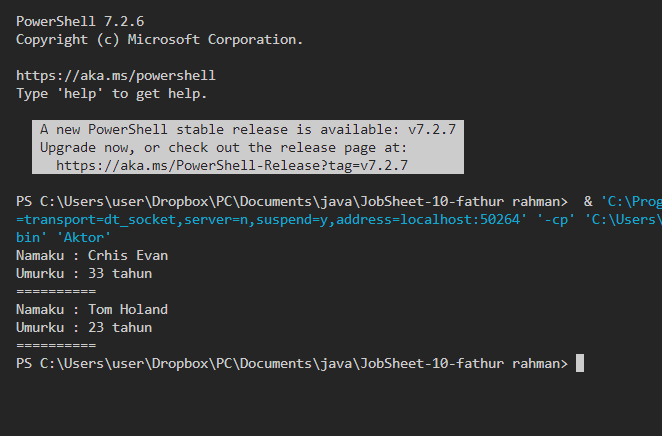 PowerShell 7.2.6
Copyright (c) Microsoft Corporation.
https://aka.ms/powershell
Type 'help' to get help.
A new PowerShell stable release is available: v7.2.7
Upgrade now, or check out the release page at:
https://aka.ms/PowerShell-Release?tag=v7.2.7
PS C:\Users\user\Dropbox\PC\Documents\java\JobSheet-10-fathur rahman>  & 'C:\Prog
=transport=dt_socket,server=n,suspend=y,address=localhost:50264' '-cp' 'C:\Users\
bin' 'Aktor'
Namaku : Crhis Evan
Umurku : 33 tahun
==========
Namaku : Tom Holand
Umurku : 23 tahun
==========
PS C:\Users\user\Dropbox\PC\Documents\java\JobSheet-10-fathur rahman>